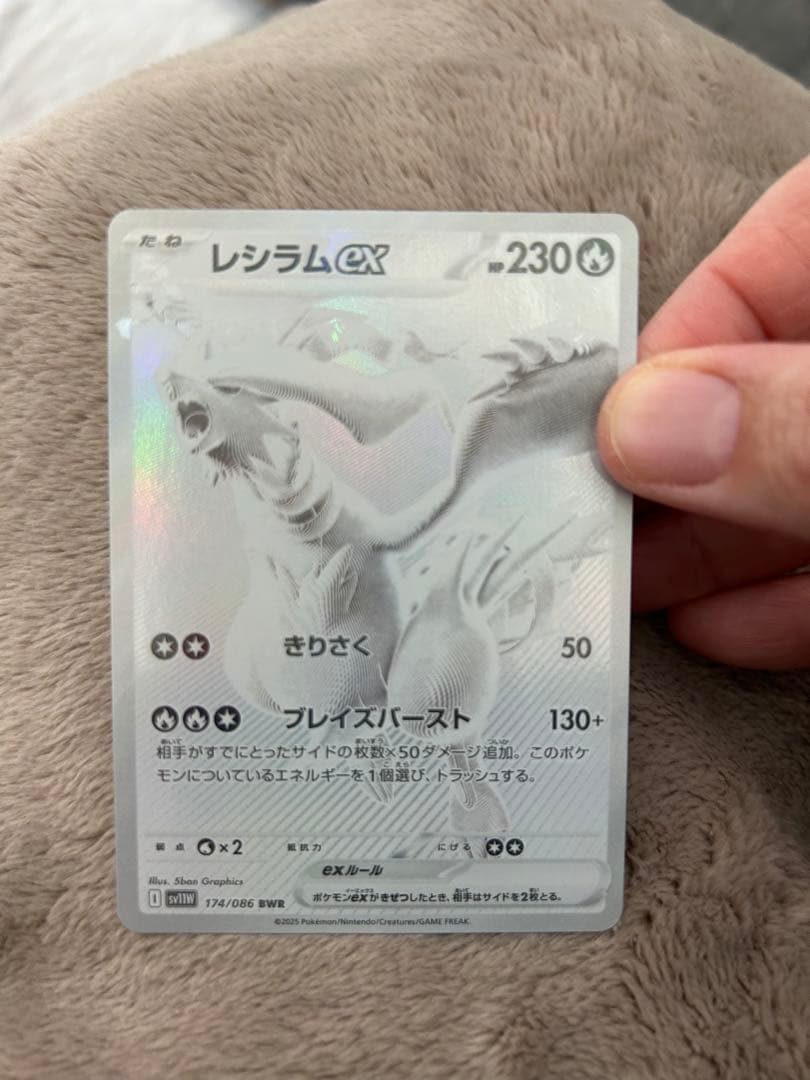 たね レシラムex HP230
きりさく 50
ブレイズバースト 130+
相手がすでにとったサイドの枚数×50ダメージ追加。このポケ
モンについているエネルギーを1個選び、トラッシュする。
弱点 ×2 抵抗力 にげる
exルール
ポケモンexがきぜつしたとき、相手はサイドを2枚とる。
Illus. 5ban Graphics
I sv11W 174/086 BWR
©2025 Pokémon/Nintendo/Creatures/GAME FREAK.